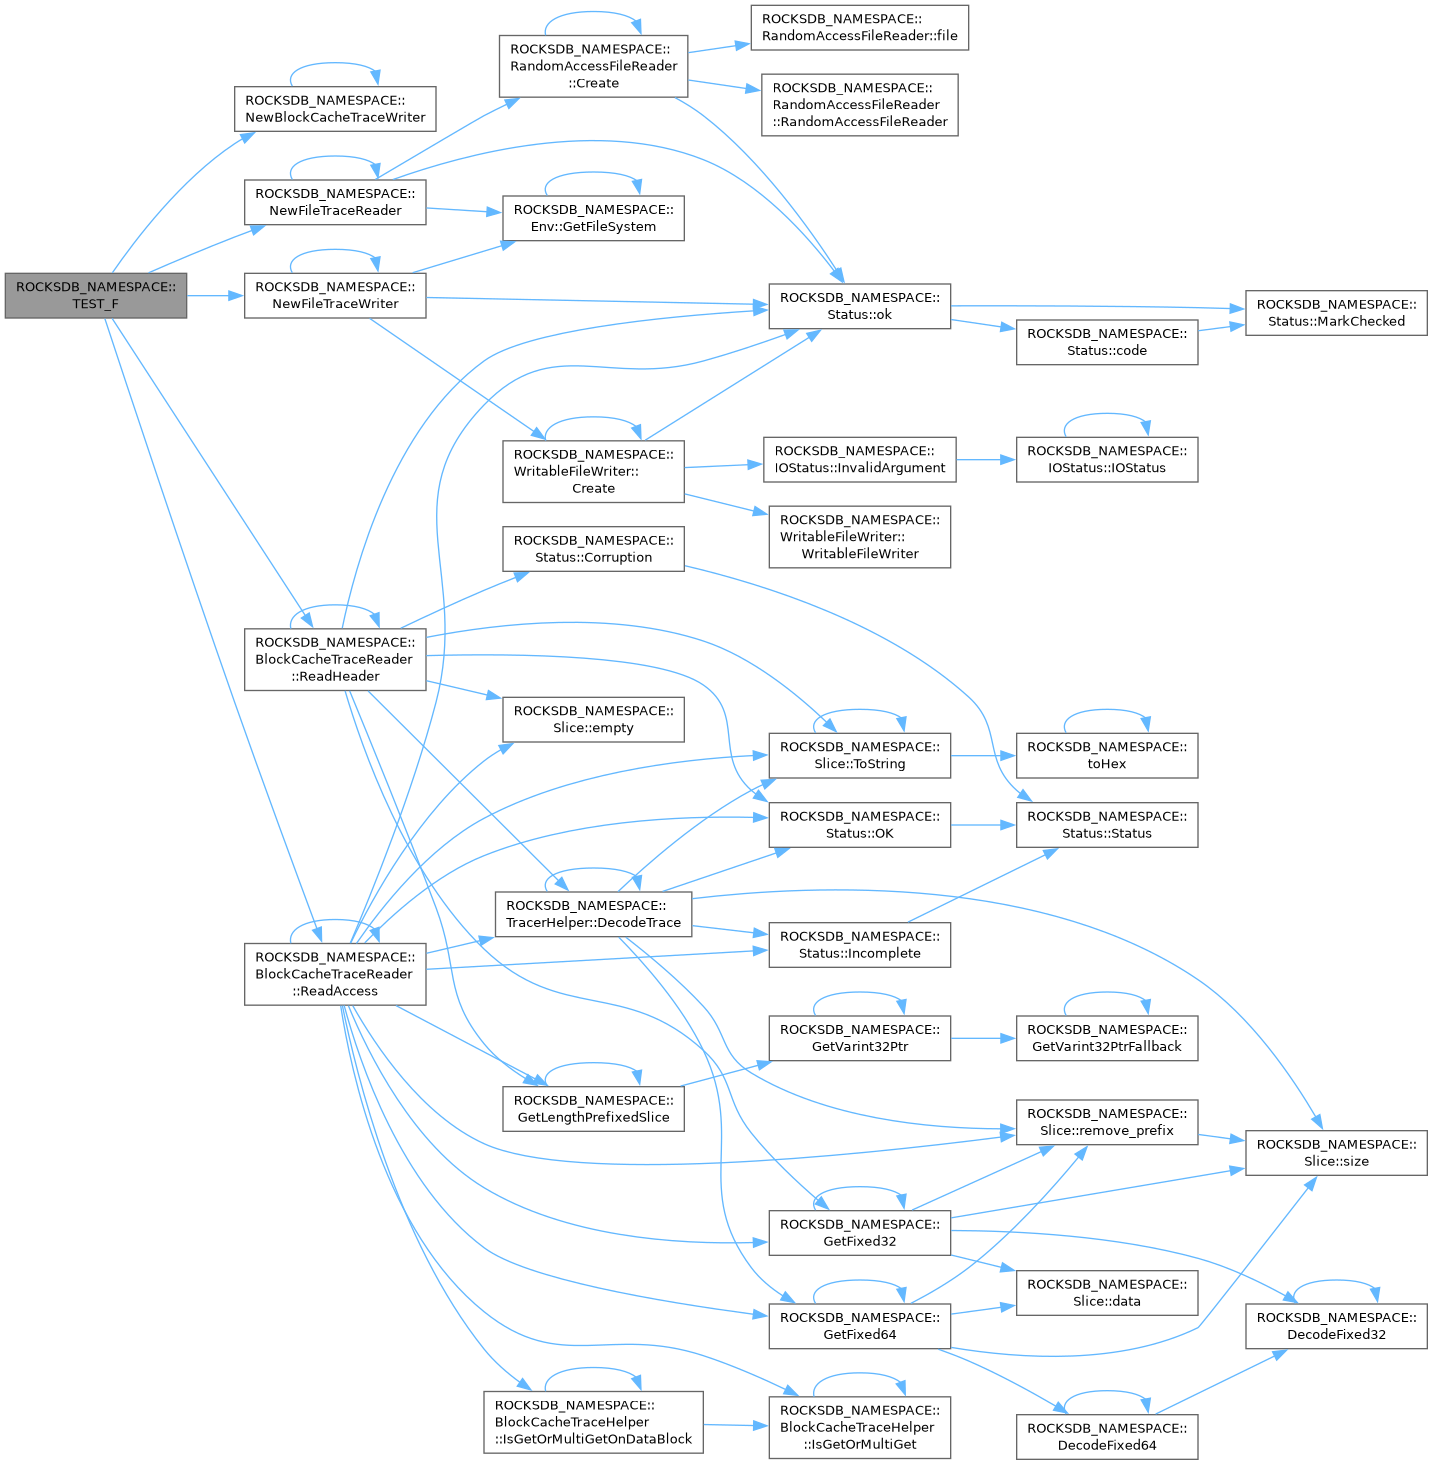 ROCKSDB_NAMESPACE::
TEST_F
ROCKSDB_NAMESPACE::
NewBlockCacheTraceWriter
ROCKSDB_NAMESPACE::
NewFileTraceReader
ROCKSDB_NAMESPACE::
NewFileTraceWriter
ROCKSDB_NAMESPACE::
BlockCacheTraceReader
::ReadHeader
ROCKSDB_NAMESPACE::
BlockCacheTraceReader
::ReadAccess
ROCKSDB_NAMESPACE::
RandomAccessFileReader
::Create
ROCKSDB_NAMESPACE::
Env::GetFileSystem
ROCKSDB_NAMESPACE::
WritableFileWriter::
Create
ROCKSDB_NAMESPACE::
Status::Corruption
ROCKSDB_NAMESPACE::
Slice::empty
ROCKSDB_NAMESPACE::
TracerHelper::DecodeTrace
ROCKSDB_NAMESPACE::
GetLengthPrefixedSlice
ROCKSDB_NAMESPACE::
BlockCacheTraceHelper
::IsGetOrMultiGetOnDataBlock
ROCKSDB_NAMESPACE::
RandomAccessFileReader::file
ROCKSDB_NAMESPACE::
RandomAccessFileReader
::RandomAccessFileReader
ROCKSDB_NAMESPACE::
Status::ok
ROCKSDB_NAMESPACE::
IOStatus::InvalidArgument
ROCKSDB_NAMESPACE::
WritableFileWriter::
WritableFileWriter
ROCKSDB_NAMESPACE::
Slice::ToString
ROCKSDB_NAMESPACE::
Status::OK
ROCKSDB_NAMESPACE::
Status::Incomplete
ROCKSDB_NAMESPACE::
GetVarint32Ptr
ROCKSDB_NAMESPACE::
GetFixed32
ROCKSDB_NAMESPACE::
GetFixed64
ROCKSDB_NAMESPACE::
BlockCacheTraceHelper
::IsGetOrMultiGet
ROCKSDB_NAMESPACE::
Status::code
ROCKSDB_NAMESPACE::
IOStatus::IOStatus
ROCKSDB_NAMESPACE::
toHex
ROCKSDB_NAMESPACE::
Status::Status
ROCKSDB_NAMESPACE::
GetVarint32PtrFallback
ROCKSDB_NAMESPACE::
Slice::remove_prefix
ROCKSDB_NAMESPACE::
Slice::data
ROCKSDB_NAMESPACE::
DecodeFixed64
ROCKSDB_NAMESPACE::
Status::MarkChecked
ROCKSDB_NAMESPACE::
Slice::size
ROCKSDB_NAMESPACE::
DecodeFixed32